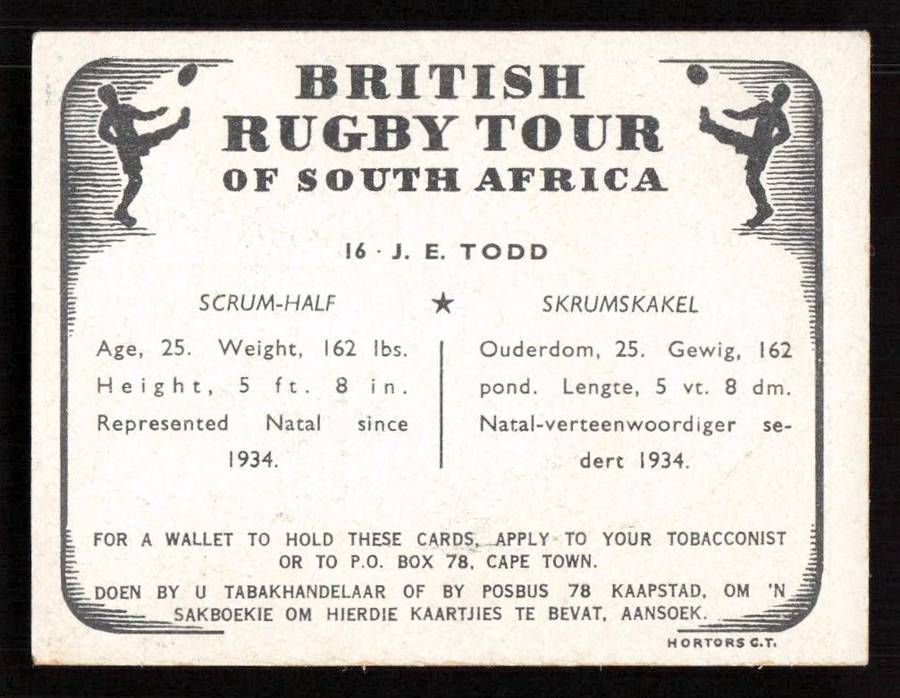 BRITISH
RUGBY TOUR
OF SOUTH AFRICA
16 · J. E. TODD
SCRUM-HALF ★ SKRUMSKAKEL
Age, 25. Weight, 162 lbs.
Height, 5 ft. 8 in.
Represented Natal since
1934.
Ouderdom, 25. Gewig, 162
pond. Lengte, 5 vt. 8 dm.
Natal-verteenwoordiger se-
dert 1934.
FOR A WALLET TO HOLD THESE CARDS, APPLY TO YOUR TOBACCONIST
OR TO P.O. BOX 78, CAPE TOWN.
DOEN BY U TABAKHANDELAAR OF BY POSBUS 78 KAAPSTAD, OM 'N
SAKBOEKIE OM HIERDIE KAARTJIES TE BEVAT, AANSOEK.
HORTORS C.T.